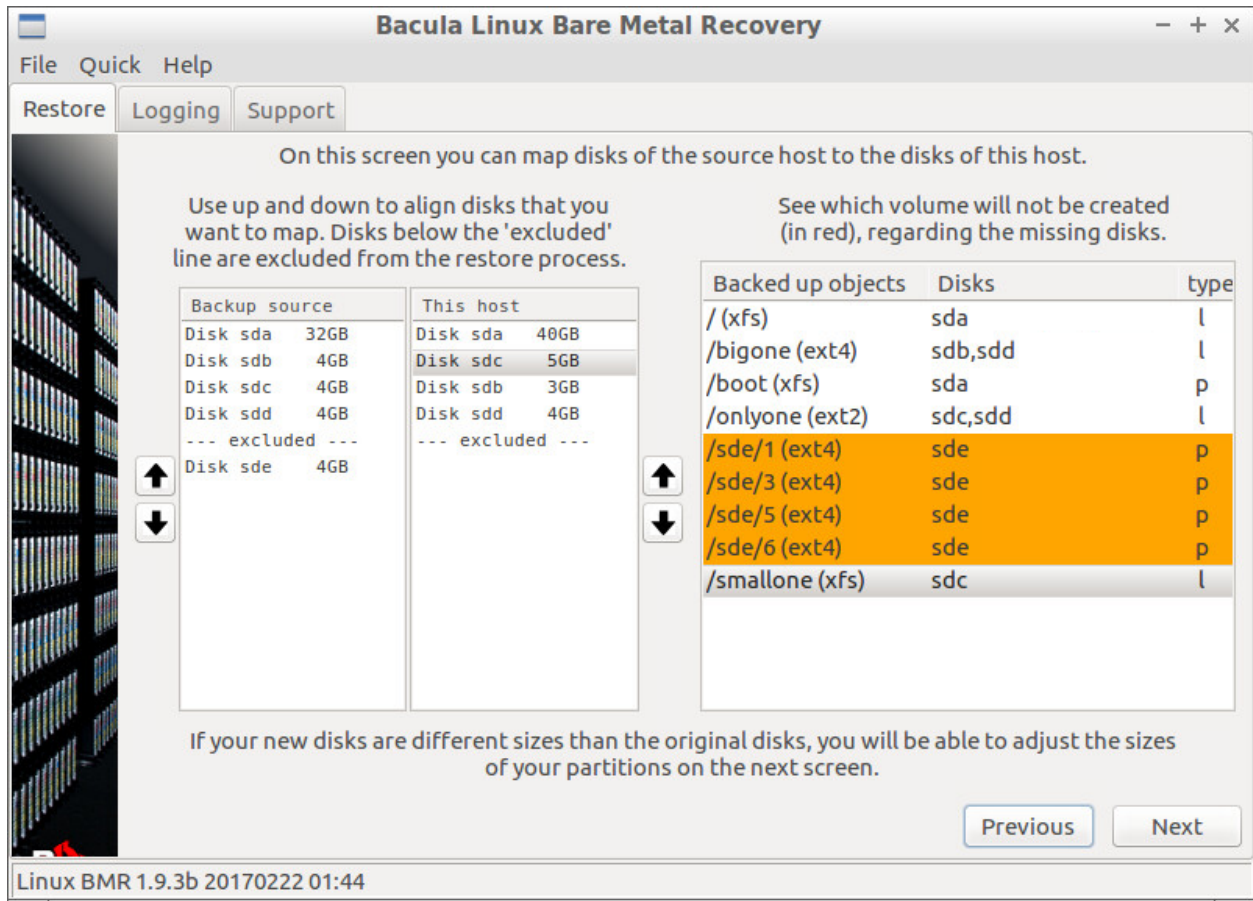 Bacula Linux Bare Metal Recovery
File Quick Help
Restore Logging Support
On this screen you can map disks of the source host to the disks of this host.
Use up and down to align disks that you
want to map. Disks below the 'excluded'
line are excluded from the restore process.
Backup source
Disk sda 32GB
Disk sdb 4GB
Disk sdc 4GB
Disk sdd 4GB
--- excluded ---
Disk sde 4GB
This host
Disk sda 40GB
Disk sdc 5GB
Disk sdb 3GB
Disk sdd 4GB
--- excluded ---
See which volume will not be created
(in red), regarding the missing disks.
Backed up objects Disks type
/ (xfs) sda l
/bigone (ext4) sdb,sdd l
/boot (xfs) sda p
/onlyone (ext2) sdc,sdd l
/sde/1 (ext4) sde p
/sde/3 (ext4) sde p
/sde/5 (ext4) sde p
/sde/6 (ext4) sde p
/smallone (xfs) sdc l
If your new disks are different sizes than the original disks, you will be able to adjust the sizes
of your partitions on the next screen.
Previous Next
Linux BMR 1.9.3b 20170222 01:44